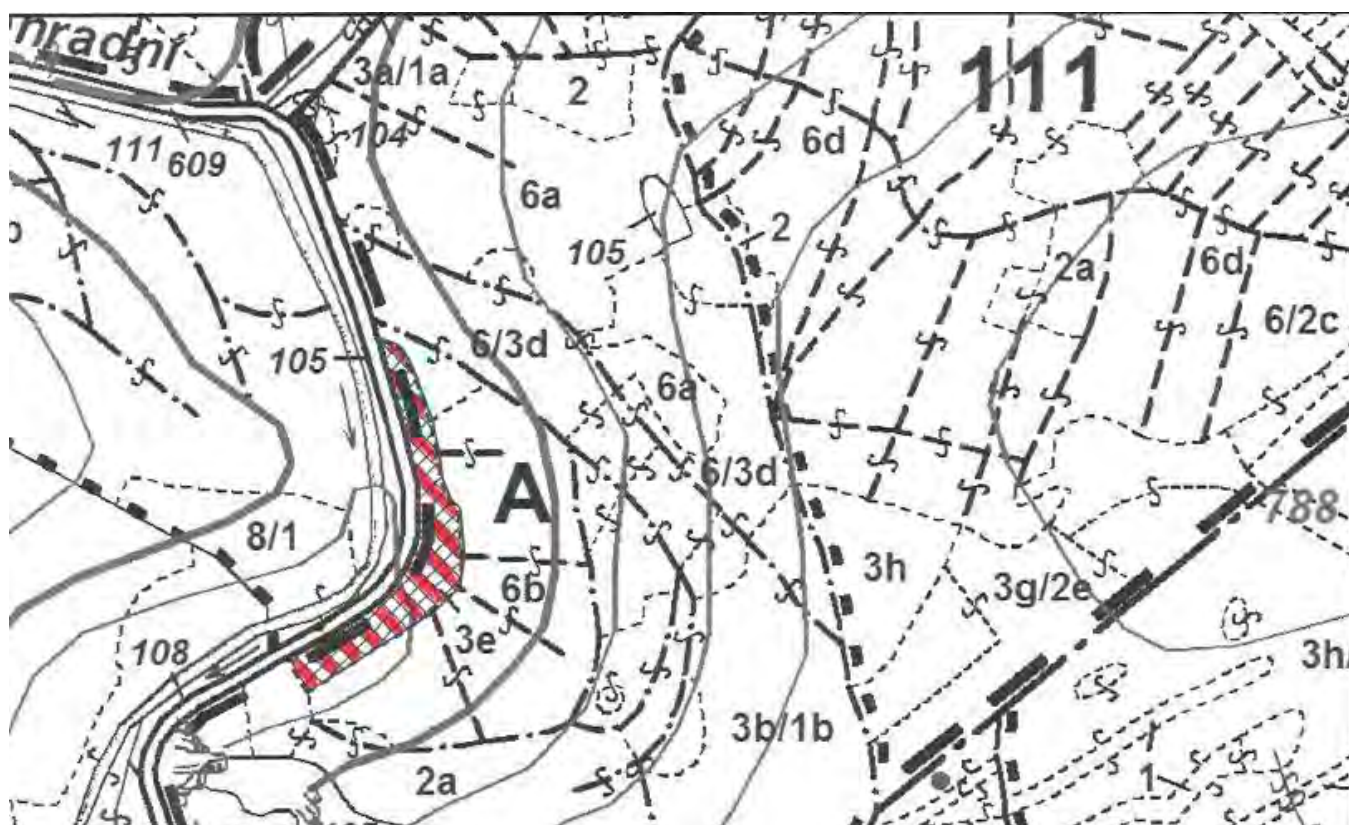 hradní
3a/1a
2
111
104
111 609
6d
6a
105
2
2a
6d
6/3d
6/2c
105
6a
A
6/3d
788
8/1
6b
3h
3g/2e
3e
108
3h/
3b/1b
2a
1